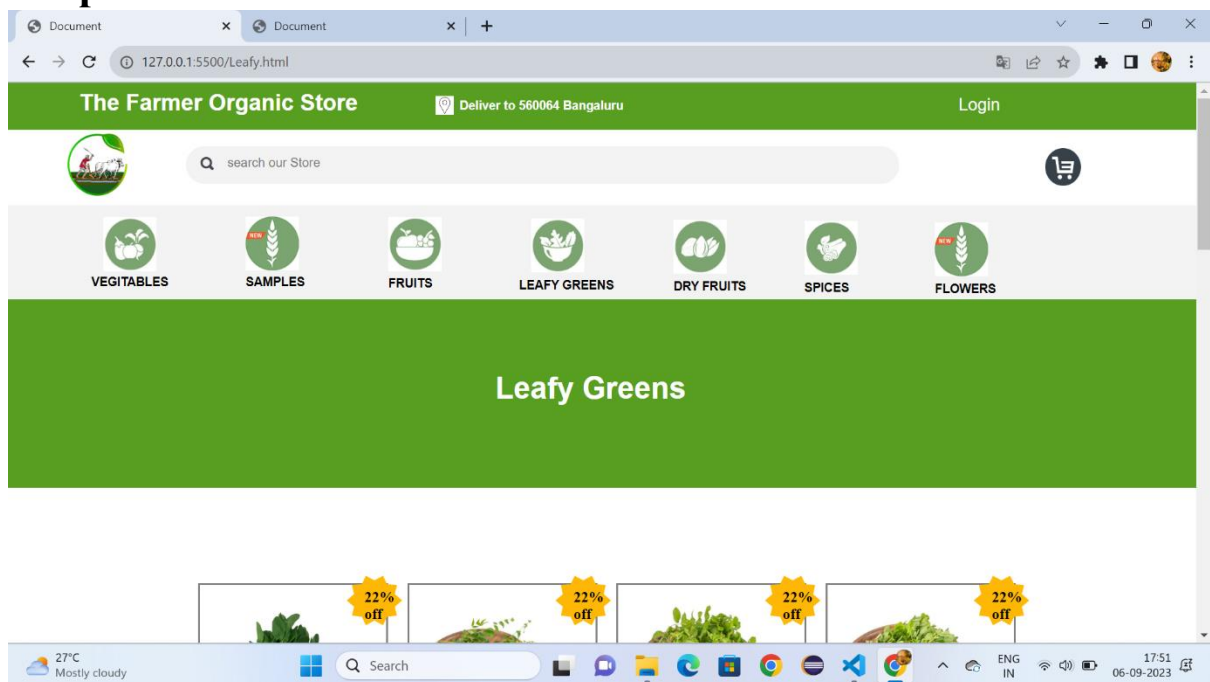 Document
Document
127.0.0.1:5500/Leafy.html
The Farmer Organic Store
Deliver to 560064 Bangaluru
Login
search our Store
NEW
NEW
VEGITABLES
SAMPLES
FRUITS
LEAFY GREENS
DRY FRUITS
SPICES
FLOWERS
Leafy Greens
22%
off
22%
off
22%
off
22%
off
27°C
Mostly cloudy
Search
ENG
IN
17:51
06-09-2023